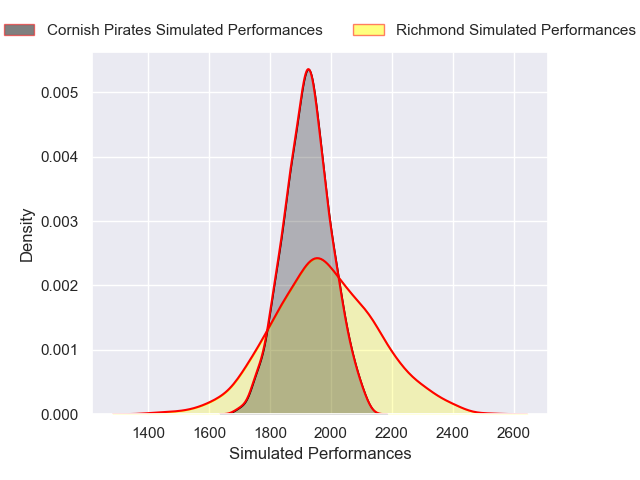 Cornish Pirates Simulated Performances
Richmond Simulated Performances
Density
0.005
0.004
0.003
0.002
0.001
0.000
1400 1600 1800 2000 2200 2400 2600
Simulated Performances